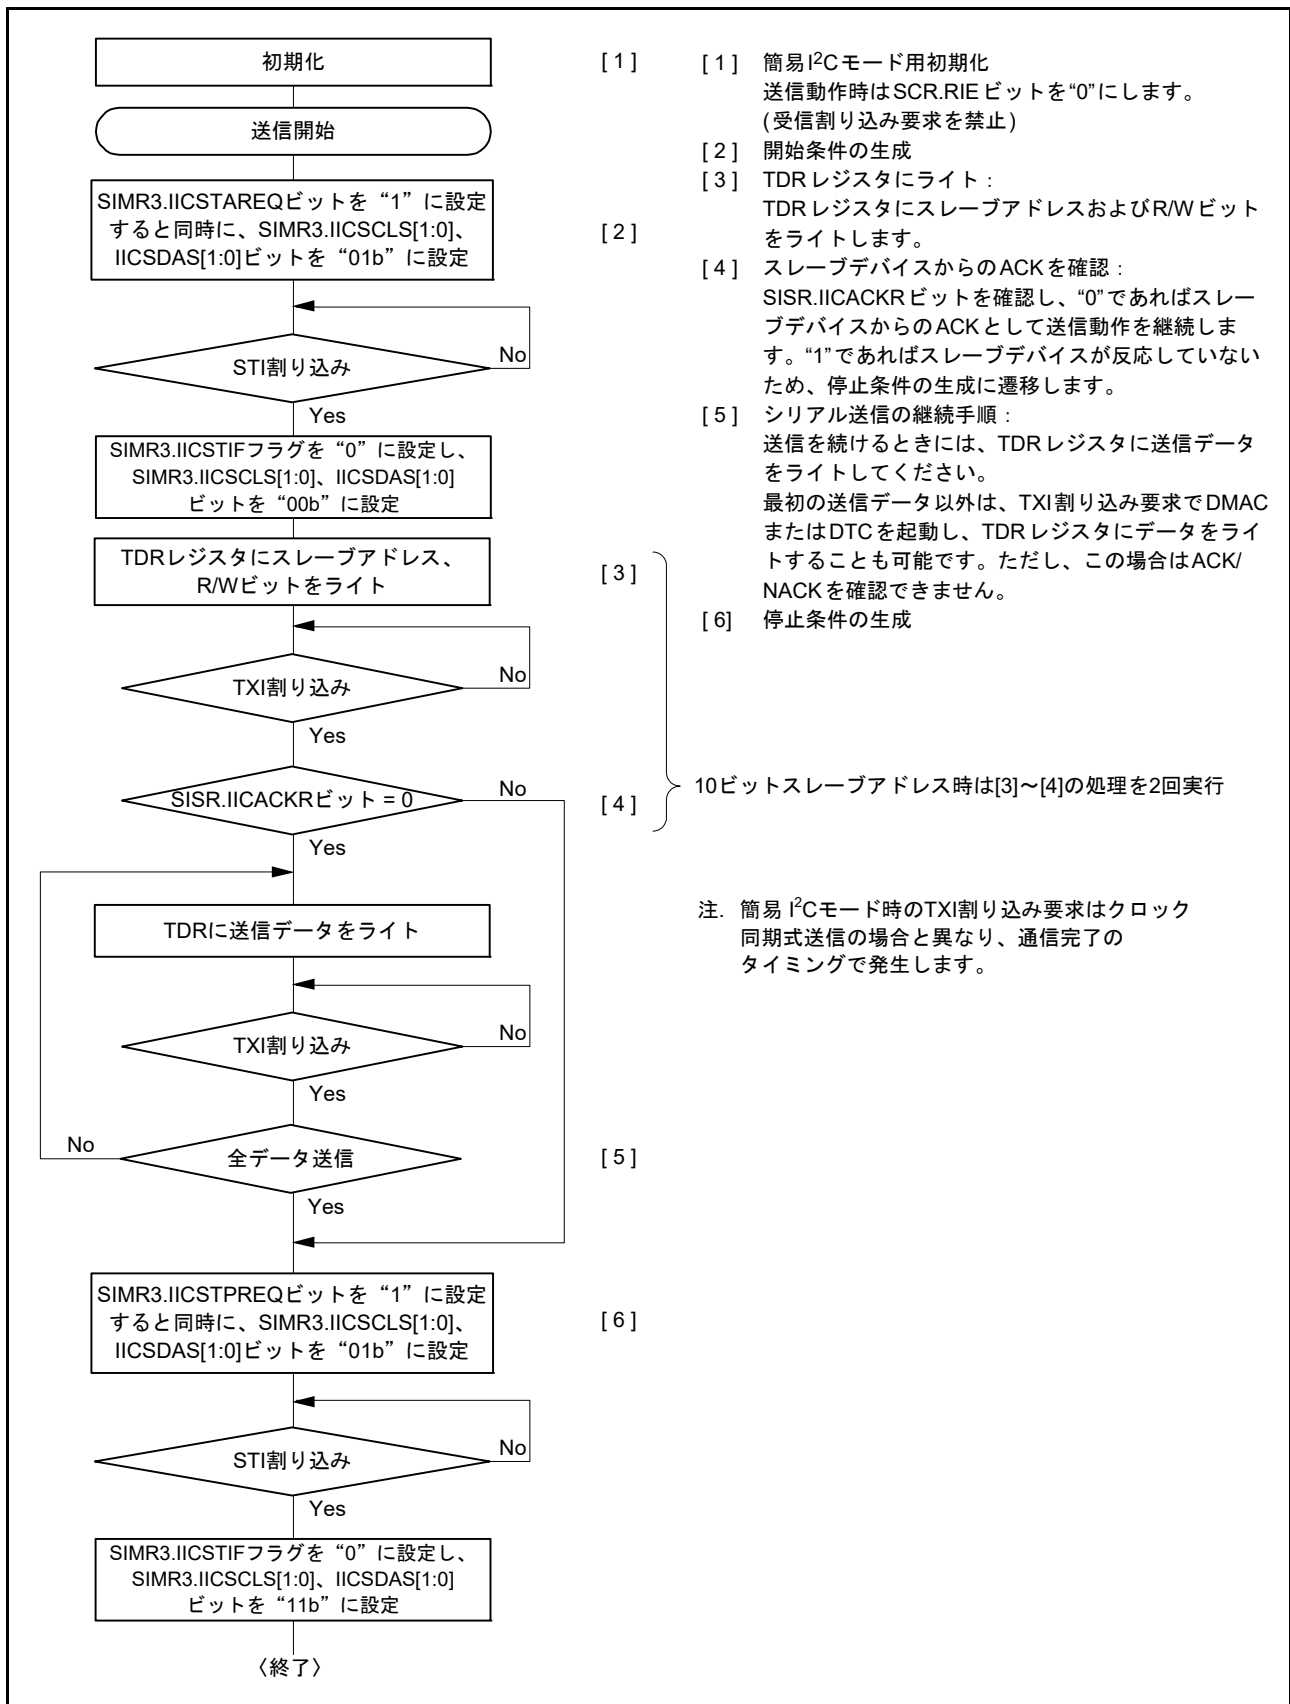 初期化
[ 1 ]
送信開始
SIMR3.IICSTAREQビットを“1”に設定
すると同時に、SIMR3.IICSCLS[1:0]、
IICSDAS[1:0]ビットを“01b”に設定
[ 2 ]
STI割り込み
No
Yes
SIMR3.IICSTIFフラグを“0”に設定し、
SIMR3.IICSCLS[1:0]、IICSDAS[1:0]
ビットを“00b”に設定
TDRレジスタにスレーブアドレス、
R/Wビットをライト
[ 3 ]
TXI割り込み
No
Yes
SISR.IICACKRビット = 0
No
[ 4 ]
Yes
TDRに送信データをライト
TXI割り込み
No
Yes
全データ送信
No
[ 5 ]
Yes
SIMR3.IICSTPREQビットを“1”に設定
すると同時に、SIMR3.IICSCLS[1:0]、
IICSDAS[1:0]ビットを“01b”に設定
[ 6 ]
STI割り込み
No
Yes
SIMR3.IICSTIFフラグを“0”に設定し、
SIMR3.IICSCLS[1:0]、IICSDAS[1:0]
ビットを“11b”に設定
〈終了〉
[ 1 ] 簡易I2Cモード用初期化
送信動作時はSCR.RIEビットを“0”にします。
(受信割り込み要求を禁止)
[ 2 ] 開始条件の生成
[ 3 ] TDRレジスタにライト：
TDRレジスタにスレーブアドレスおよびR/Wビット
をライトします。
[ 4 ] スレーブデバイスからのACKを確認：
SISR.IICACKRビットを確認し、“0”であればスレー
ブデバイスからのACKとして送信動作を継続しま
す。“1”であればスレーブデバイスが反応していない
ため、停止条件の生成に遷移します。
[ 5 ] シリアル送信の継続手順：
送信を続けるときには、TDRレジスタに送信データ
をライトしてください。
最初の送信データ以外は、TXI割り込み要求でDMAC
またはDTCを起動し、TDRレジスタにデータをライ
トすることも可能です。ただし、この場合はACK/
NACKを確認できません。
[ 6] 停止条件の生成
10ビットスレーブアドレス時は[3]～[4]の処理を2回実行
注. 簡易 I2Cモード時のTXI割り込み要求はクロック
同期式送信の場合と異なり、通信完了の
タイミングで発生します。